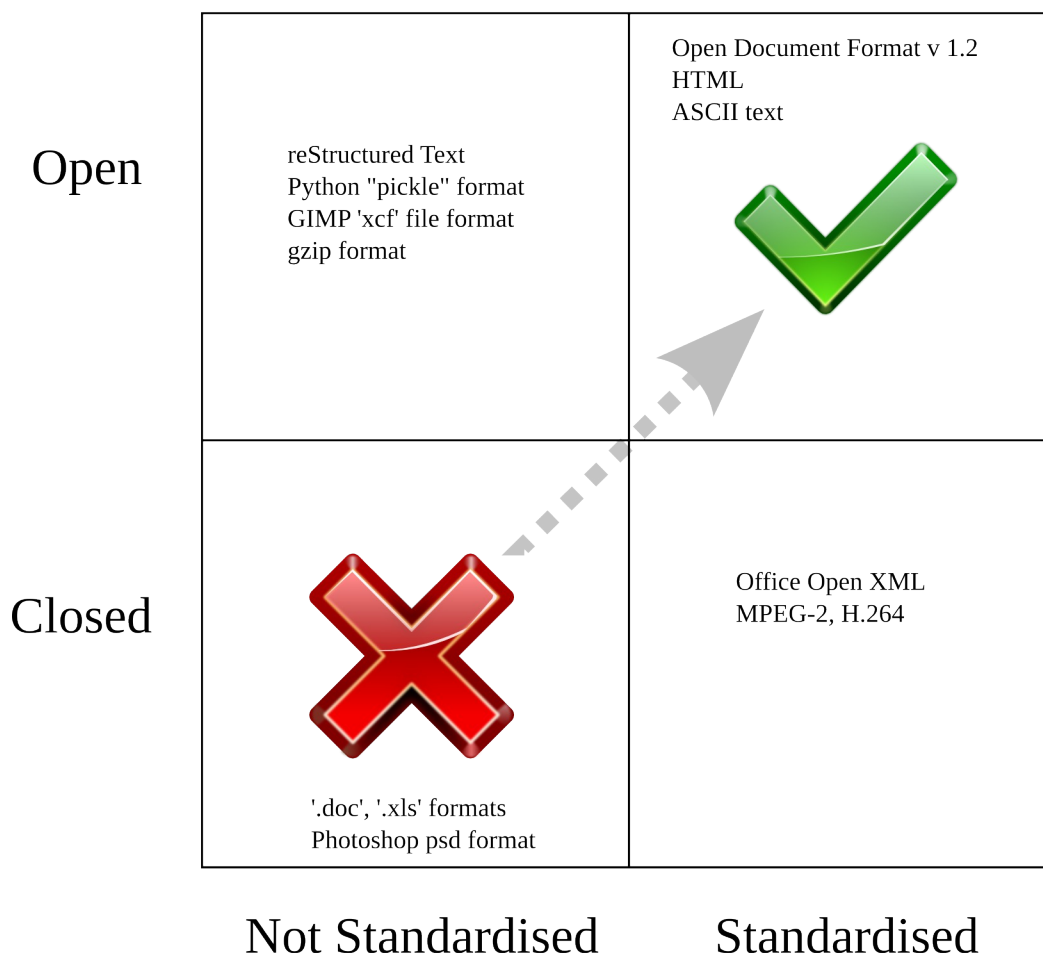 Open Document Format v 1.2
HTML
ASCII text
Open
reStructured Text
Python "pickle" format
GIMP 'xcf' file format
gzip format
Closed
Office Open XML
MPEG-2, H.264
'.doc', '.xls' formats
Photoshop psd format
Not Standardised
Standardised